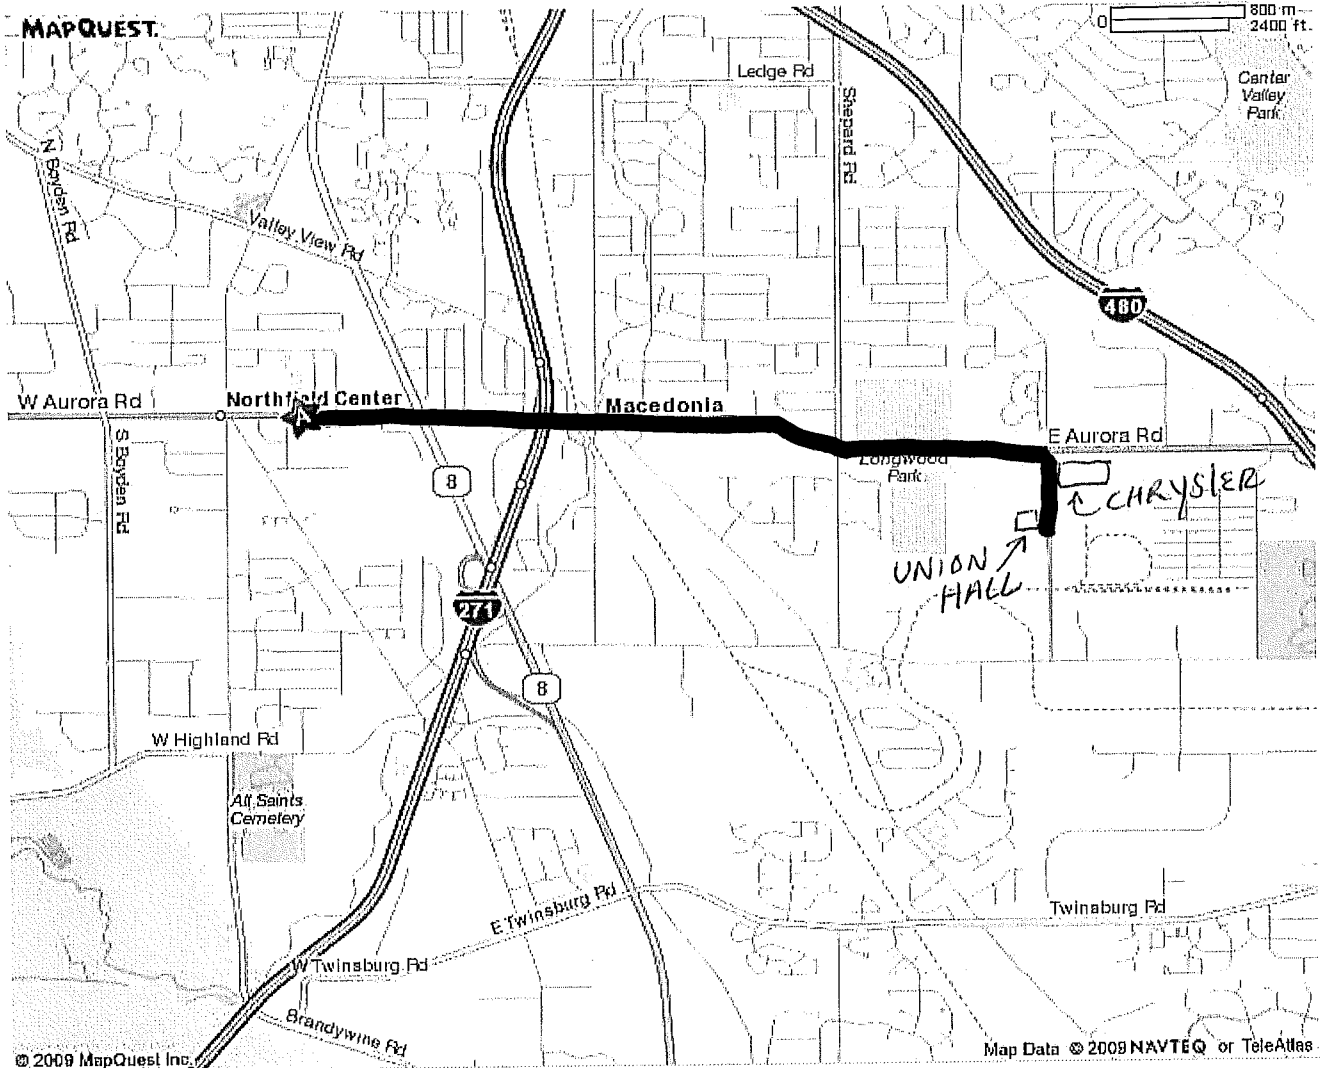 MAPQUEST.
0
800 m
2400 ft.
Ledge Rd
Center
Valley
Park
Shepard Rd
N Boyden Rd
Valley View Rd
480
W Aurora Rd
Northfield Center
A
Macedonia
E Aurora Rd
S Boyden Rd
8
Longwood
Park
CHRYSLER
UNION
HALL
271
8
W Highland Rd
All Saints
Cemetery
E Twinsburg Rd
Twinsburg Rd
W Twinsburg Rd
Brandywine Rd
© 2009 MapQuest Inc.
Map Data © 2009 NAVTEQ or TeleAtlas